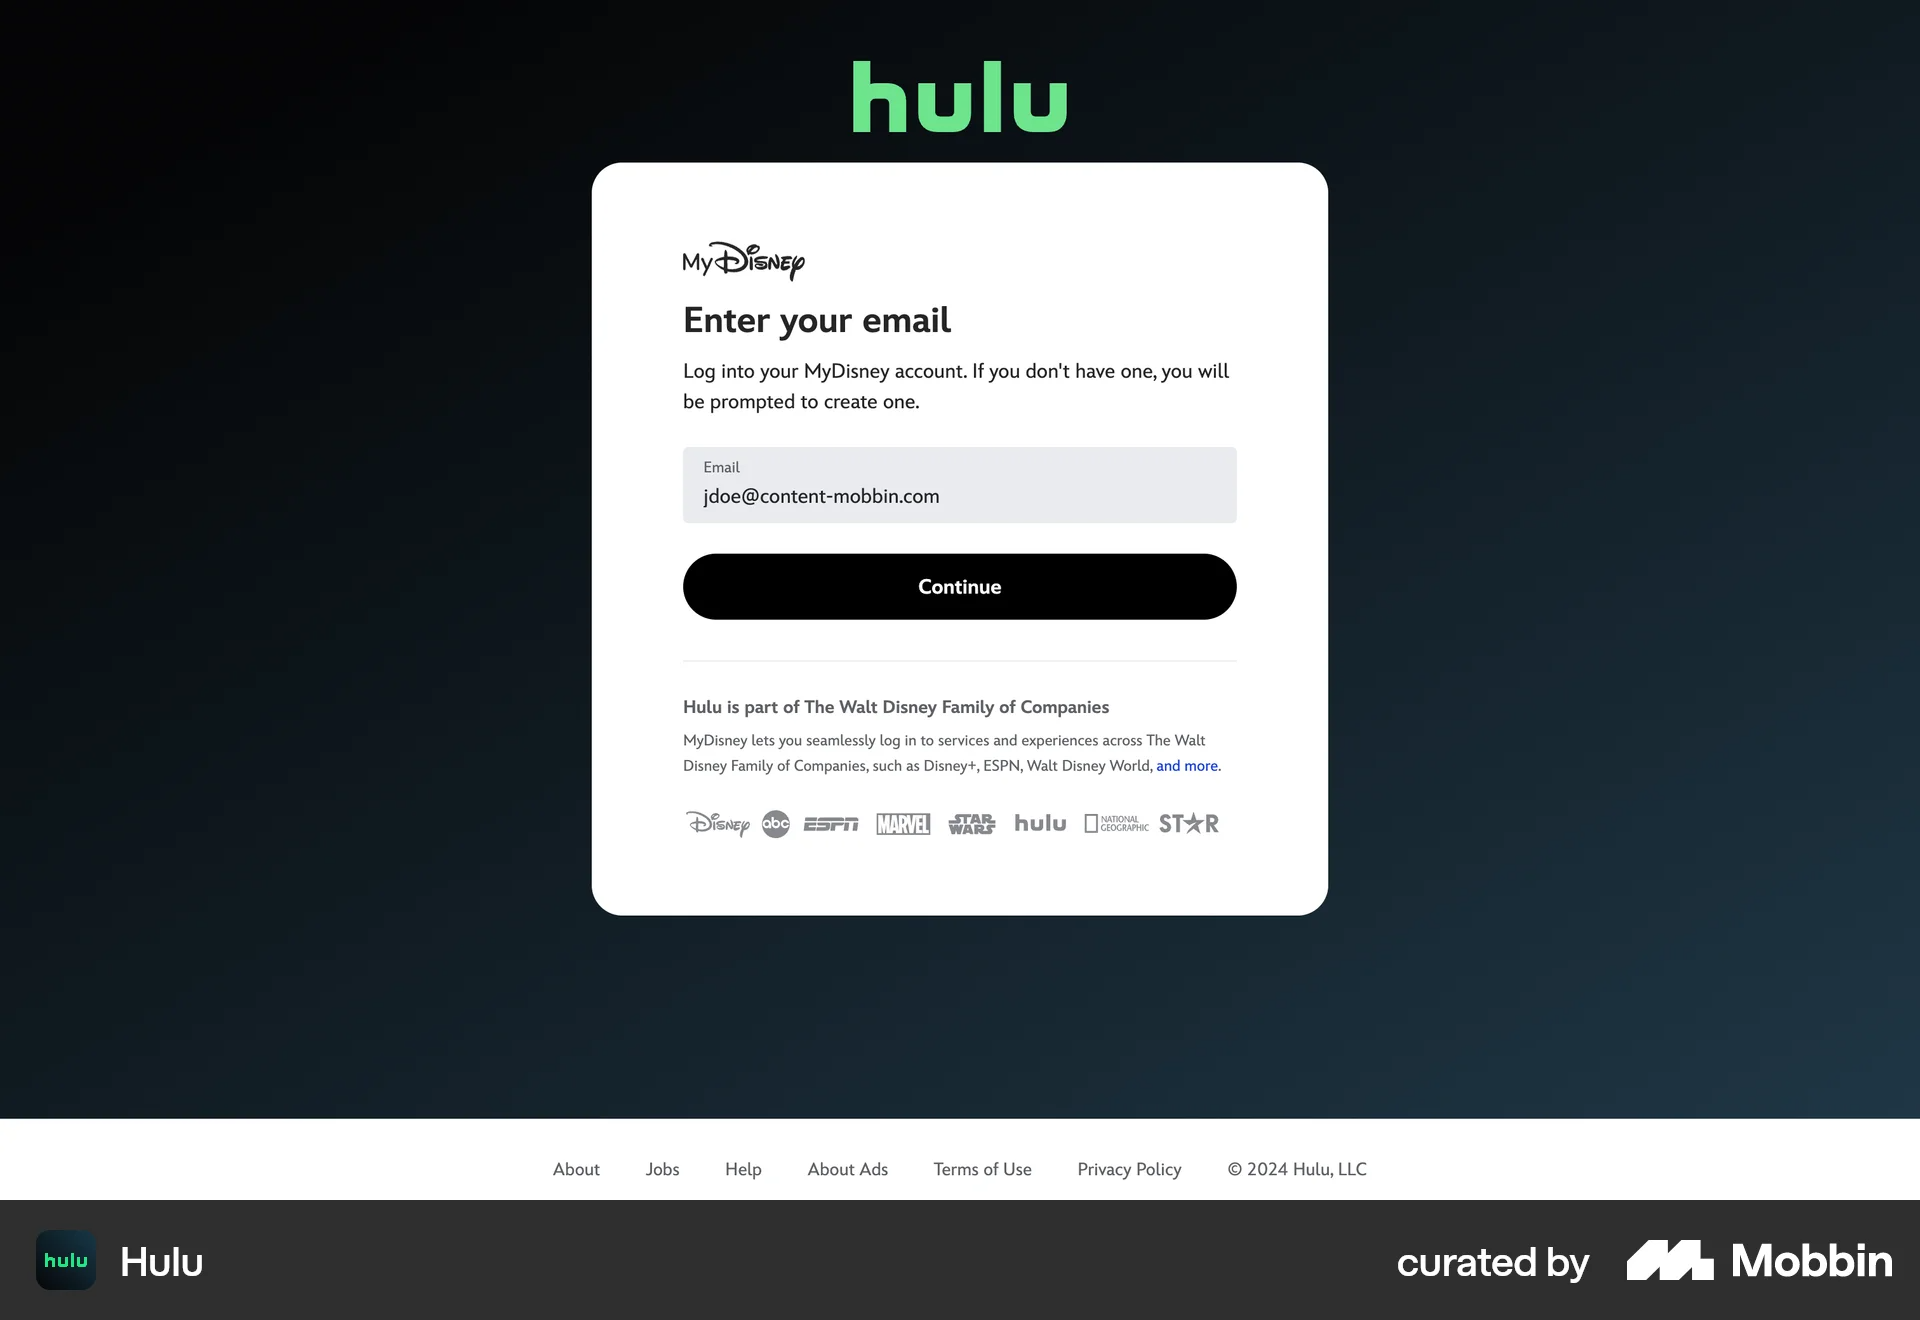 hulu
MyDisney
Enter your email
Log into your MyDisney account. If you don't have one, you will
be prompted to create one.
Email
jdoe@content-mobbin.com
Continue
Hulu is part of The Walt Disney Family of Companies
MyDisney lets you seamlessly log in to services and experiences across The Walt
Disney Family of Companies, such as Disney+, ESPN, Walt Disney World, and more.
Disney abc ESPN MARVEL STAR WARS hulu NATIONAL GEOGRAPHIC STAR
About Jobs Help About Ads Terms of Use Privacy Policy © 2024 Hulu, LLC
hulu Hulu curated by Mobbin